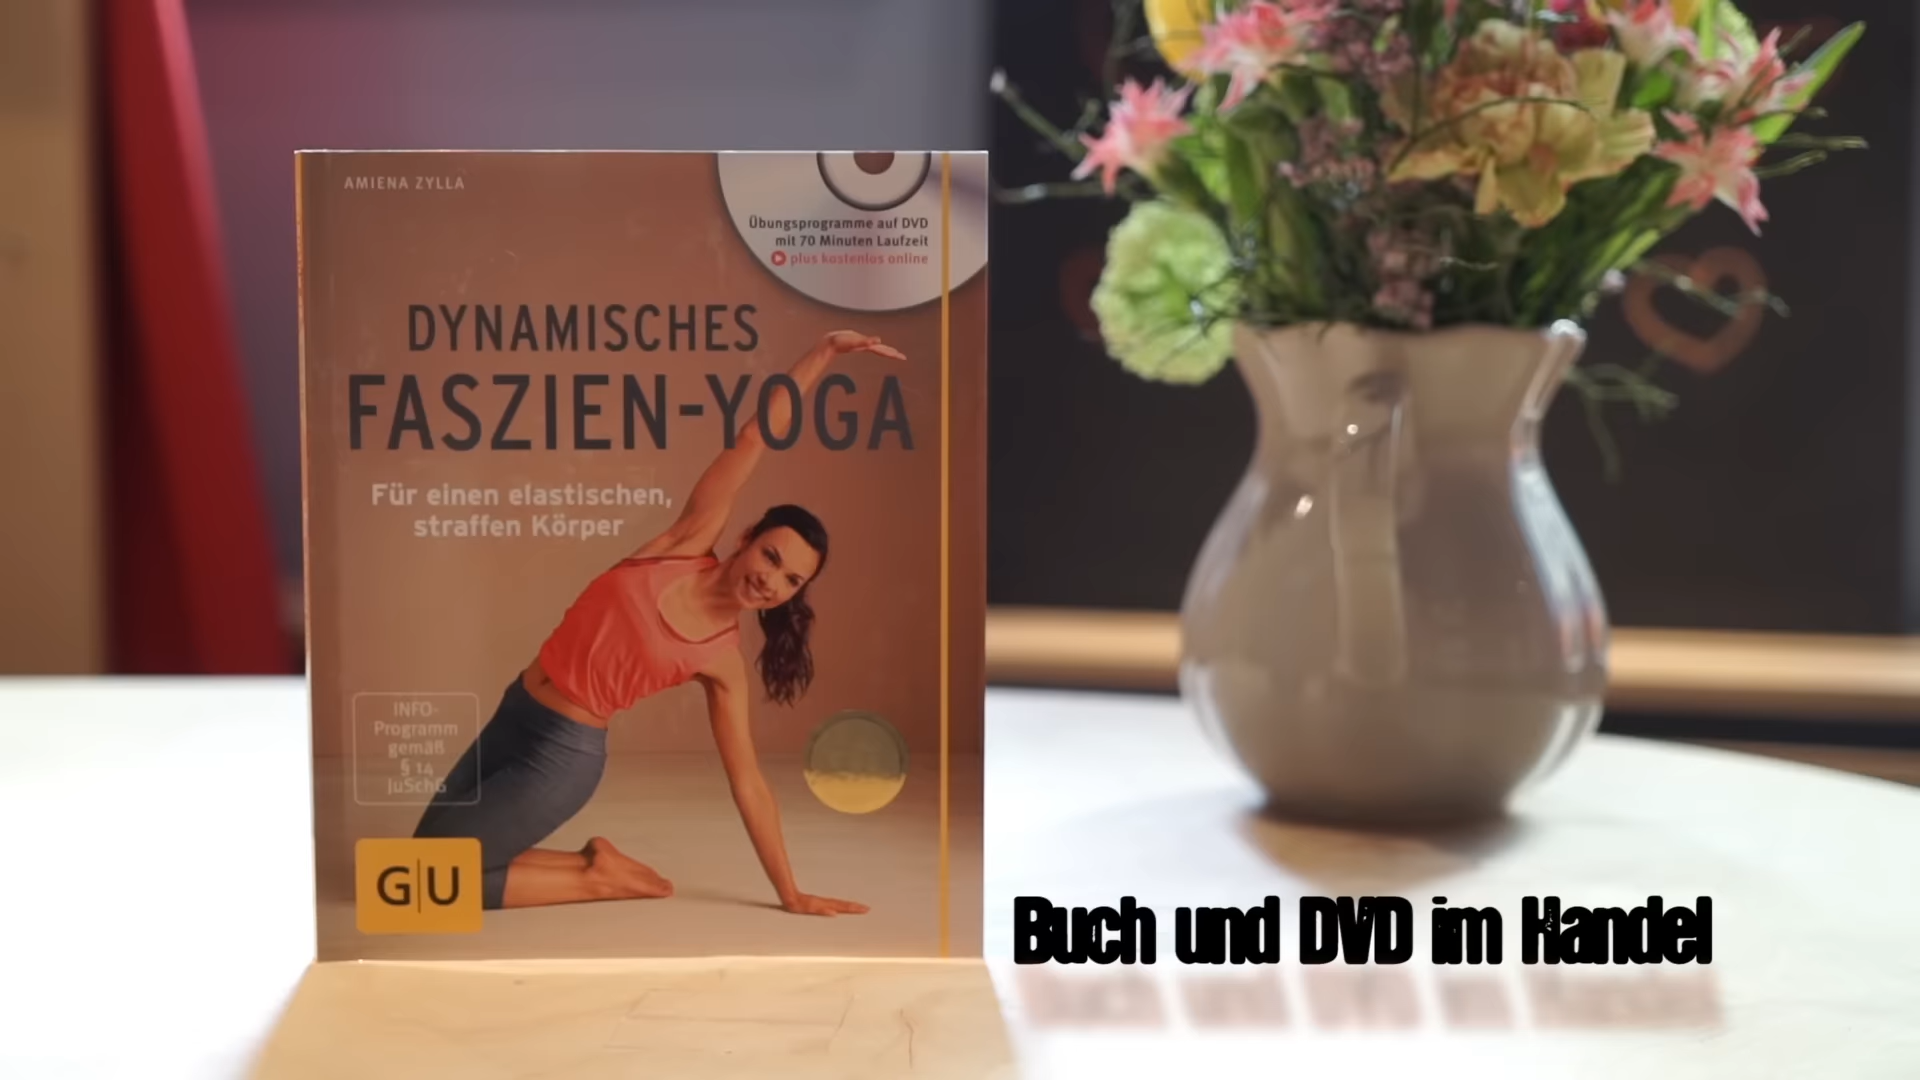 AMIENA ZYLLA
Übungsprogramme auf DVD
mit 70 Minuten Laufzeit
plus kostenlos online
DYNAMISCHES
FASZIEN-YOGA
Für einen elastischen,
straffen Körper
INFO-
Programm
gemäß
§ 14
JuSchG
G|U
Buch und DVD im Handel